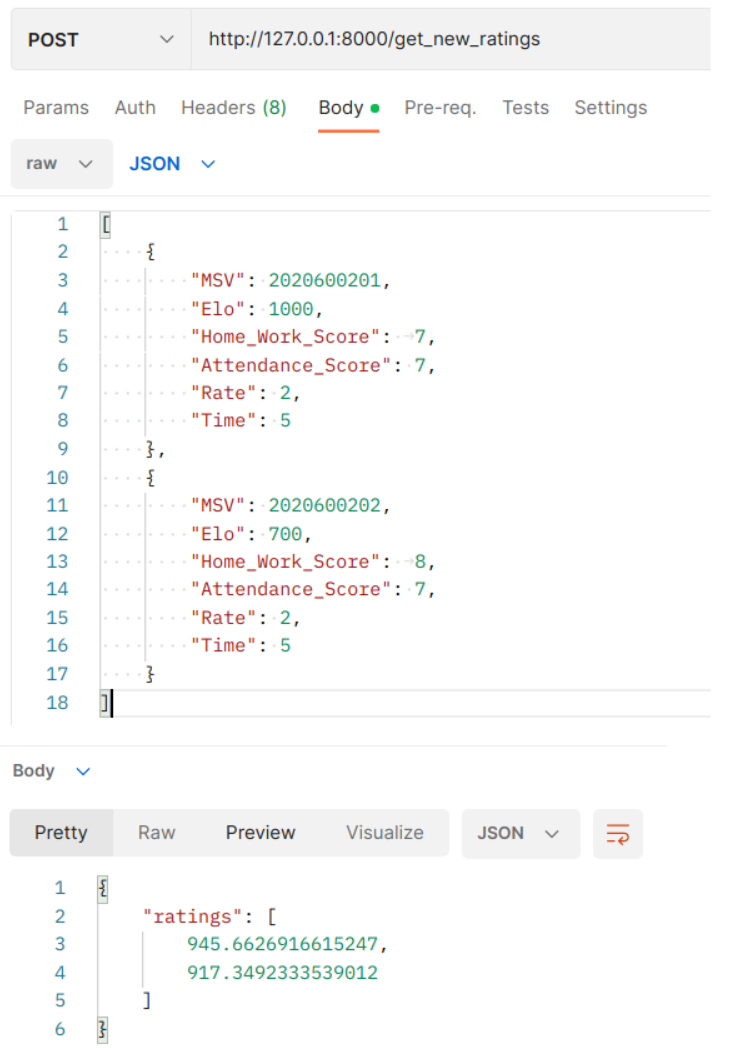 POST http://127.0.0.1:8000/get_new_ratings
Params Auth Headers (8) Body Pre-req. Tests Settings
raw JSON
1 [
2 {
3 "MSV": 2020600201,
4 "Elo": 1000,
5 "Home_Work_Score": 7,
6 "Attendance_Score": 7,
7 "Rate": 2,
8 "Time": 5
9 },
10 {
11 "MSV": 2020600202,
12 "Elo": 700,
13 "Home_Work_Score": 8,
14 "Attendance_Score": 7,
15 "Rate": 2,
16 "Time": 5
17 }
18 ]
Body
Pretty Raw Preview Visualize JSON
1 {
2 "ratings": [
3 945.6626916615247,
4 917.3492333539012
5 ]
6 }